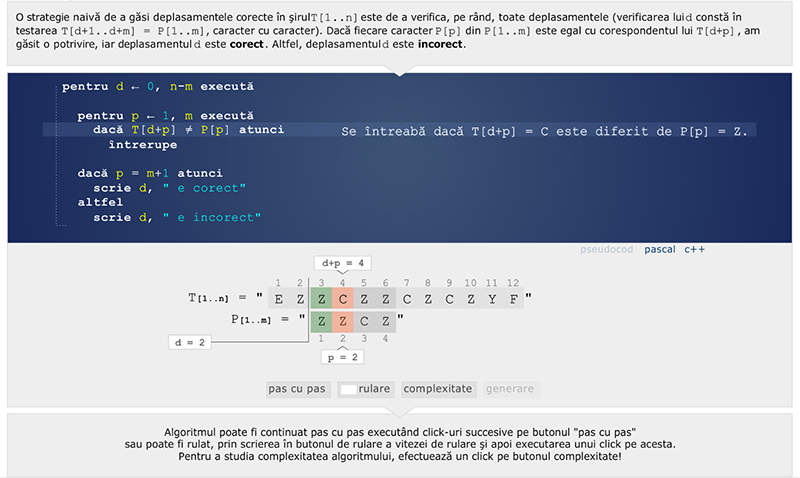 O strategie naivă de a găsi deplasamentele corecte în şirul T[1..n] este de a verifica, pe rând, toate deplasamentele (verificarea lui d constă în
testarea T[d+1..d+m] = P[1..m], caracter cu caracter). Dacă fiecare caracter P[p] din P[1..m] este egal cu corespondentul lui T[d+p], am
găsit o potrivire, iar deplasamentul d este corect. Altfel, deplasamentul d este incorect.
pentru d ← 0, n-m execută
pentru p ← 1, m execută
dacă T[d+p] ≠ P[p] atunci Se întreabă dacă T[d+p] = C este diferit de P[p] = Z.
întrerupe
dacă p = m+1 atunci
scrie d, " e corect"
altfel
scrie d, " e incorect"
pseudocod pascal c++
d+p = 4
1 2 3 4 5 6 7 8 9 10 11 12
T[1..n] = " E Z Z C Z Z C Z C Z Y F "
P[1..m] = " Z Z C Z "
1 2 3 4
d = 2
p = 2
pas cu pas rulare complexitate generare
Algoritmul poate fi continuat pas cu pas executând click-uri succesive pe butonul "pas cu pas"
sau poate fi rulat, prin scrierea în butonul de rulare a vitezei de rulare şi apoi executarea unui click pe acesta.
Pentru a studia complexitatea algoritmului, efectuează un click pe butonul complexitate!